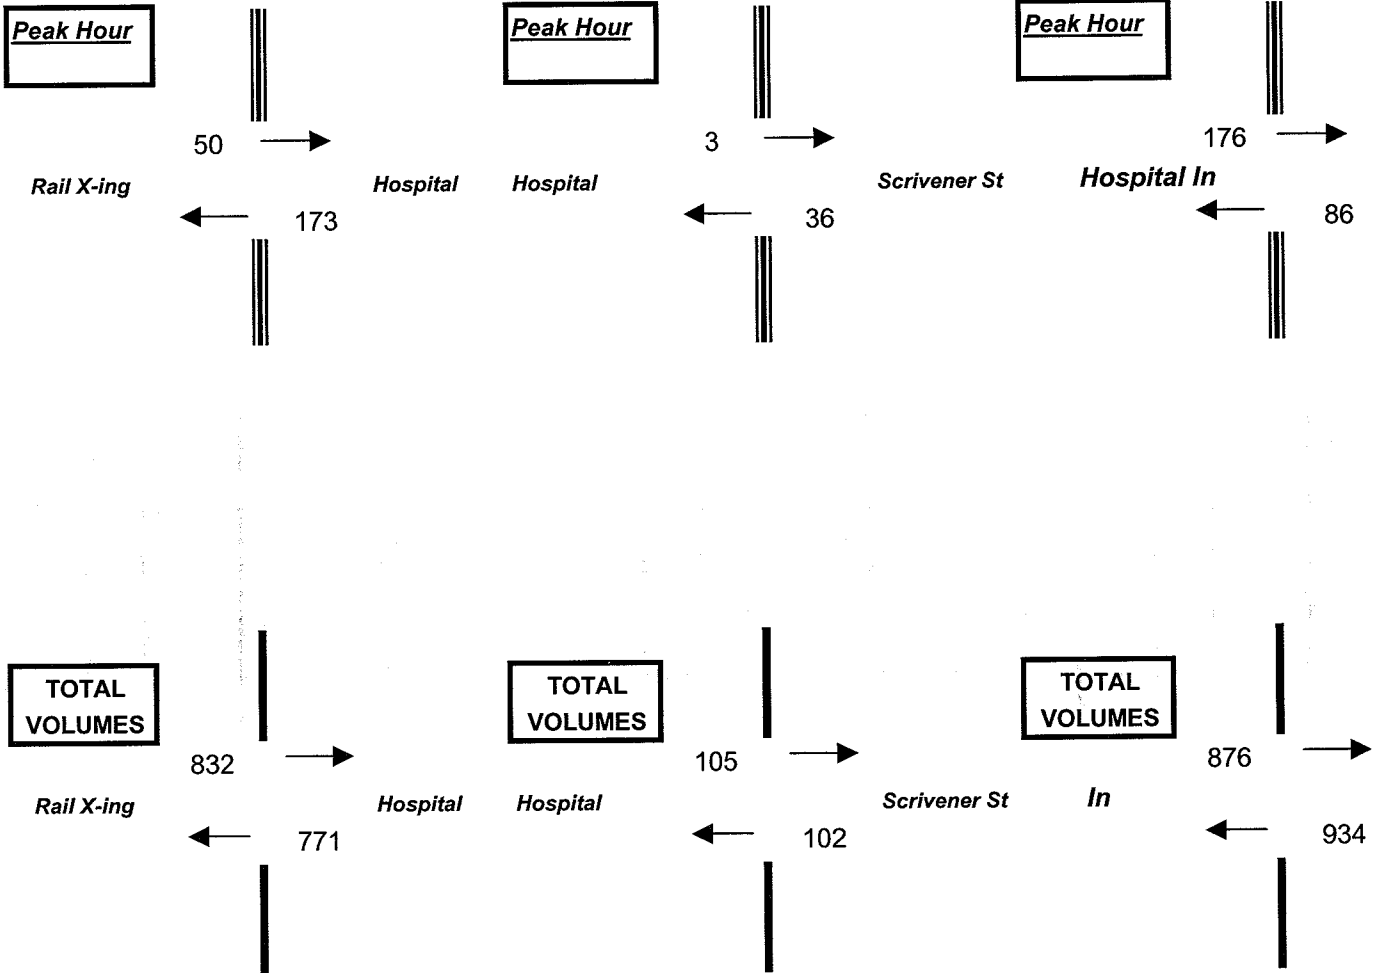 Peak Hour
50
Rail X-ing
Hospital
173
Peak Hour
3
Hospital
Scrivener St
36
Peak Hour
176
Hospital In
86
TOTAL
VOLUMES
832
Rail X-ing
Hospital
771
TOTAL
VOLUMES
105
Hospital
Scrivener St
102
TOTAL
VOLUMES
876
In
934